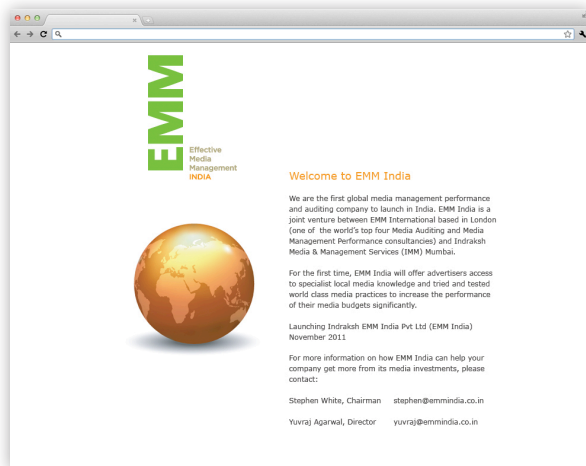 EMM
Effective
Media
Management
INDIA
Welcome to EMM India
We are the first global media management performance
and auditing company to launch in India. EMM India is a
joint venture between EMM International based in London
(one of the world's top four Media Auditing and Media
Management Performance consultancies) and Indraksh
Media & Management Services (IMM) Mumbai.
For the first time, EMM India will offer advertisers access
to specialist local media knowledge and tried and tested
world class media practices to increase the performance
of their media budgets significantly.
Launching Indraksh EMM India Pvt Ltd (EMM India)
November 2011
For more information on how EMM India can help your
company get more from its media investments, please
contact:
Stephen White, Chairman stephen@emmindia.co.in
Yuvraj Agarwal, Director yuvraj@emmindia.co.in